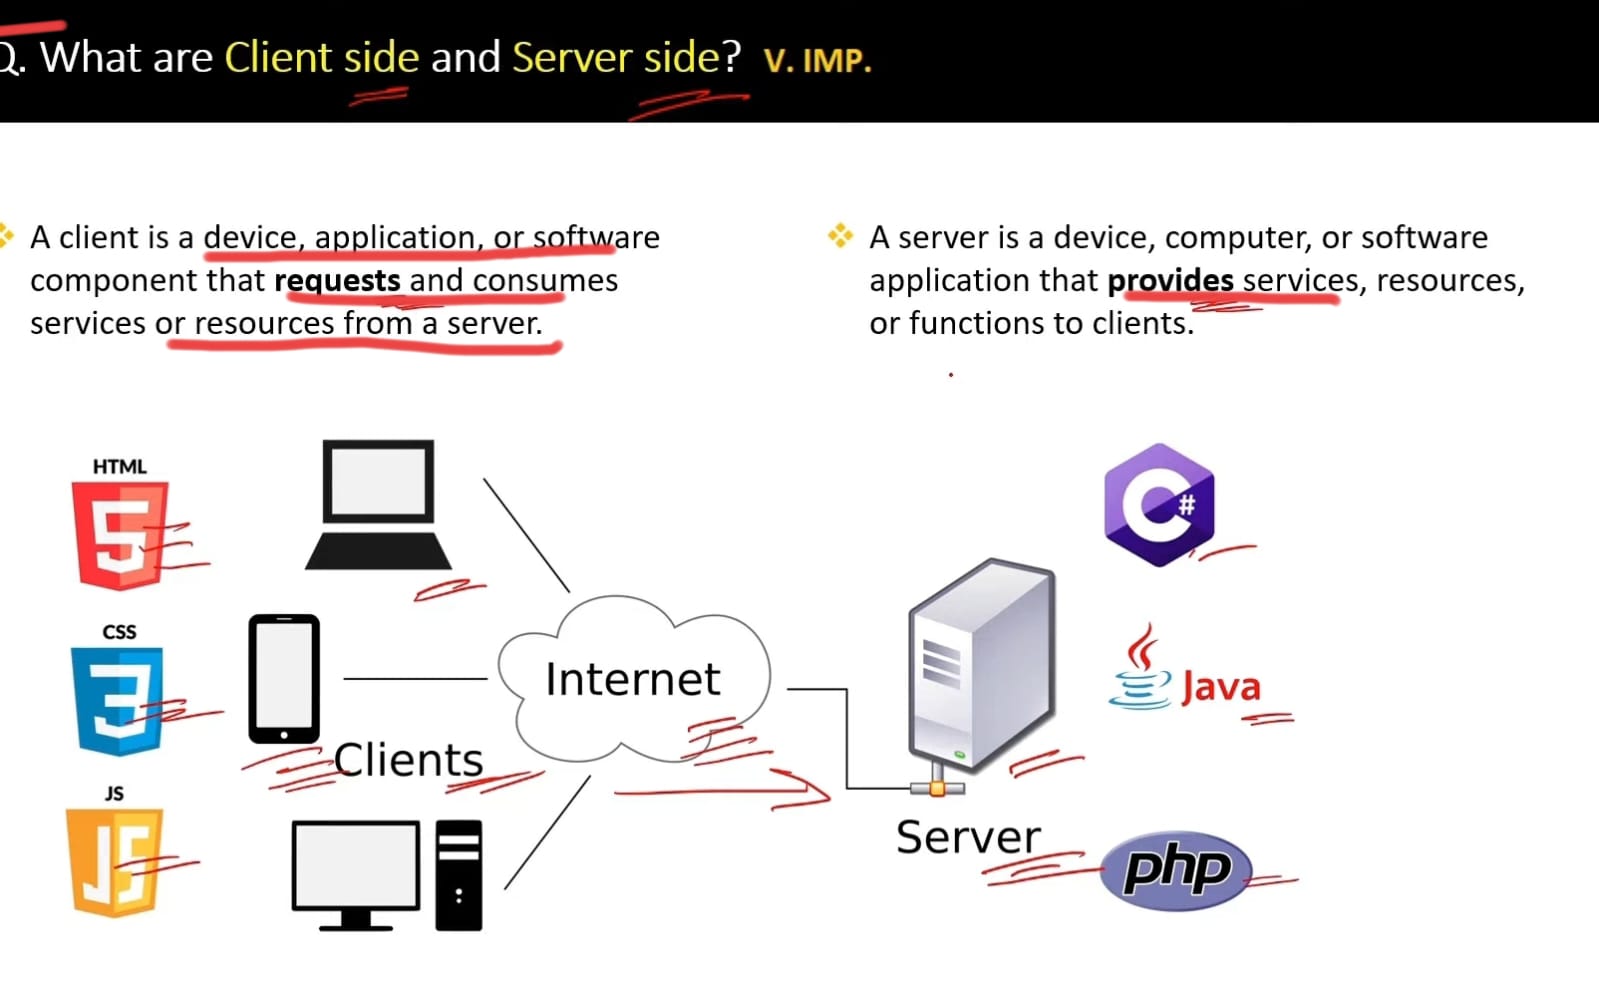 Q. What are Client side and Server side? V. IMP.
A client is a device, application, or software
component that requests and consumes
services or resources from a server.
A server is a device, computer, or software
application that provides services, resources,
or functions to clients.
HTML
5
CSS
3
JS
JS
Clients
Internet
Server
C#
Java
php